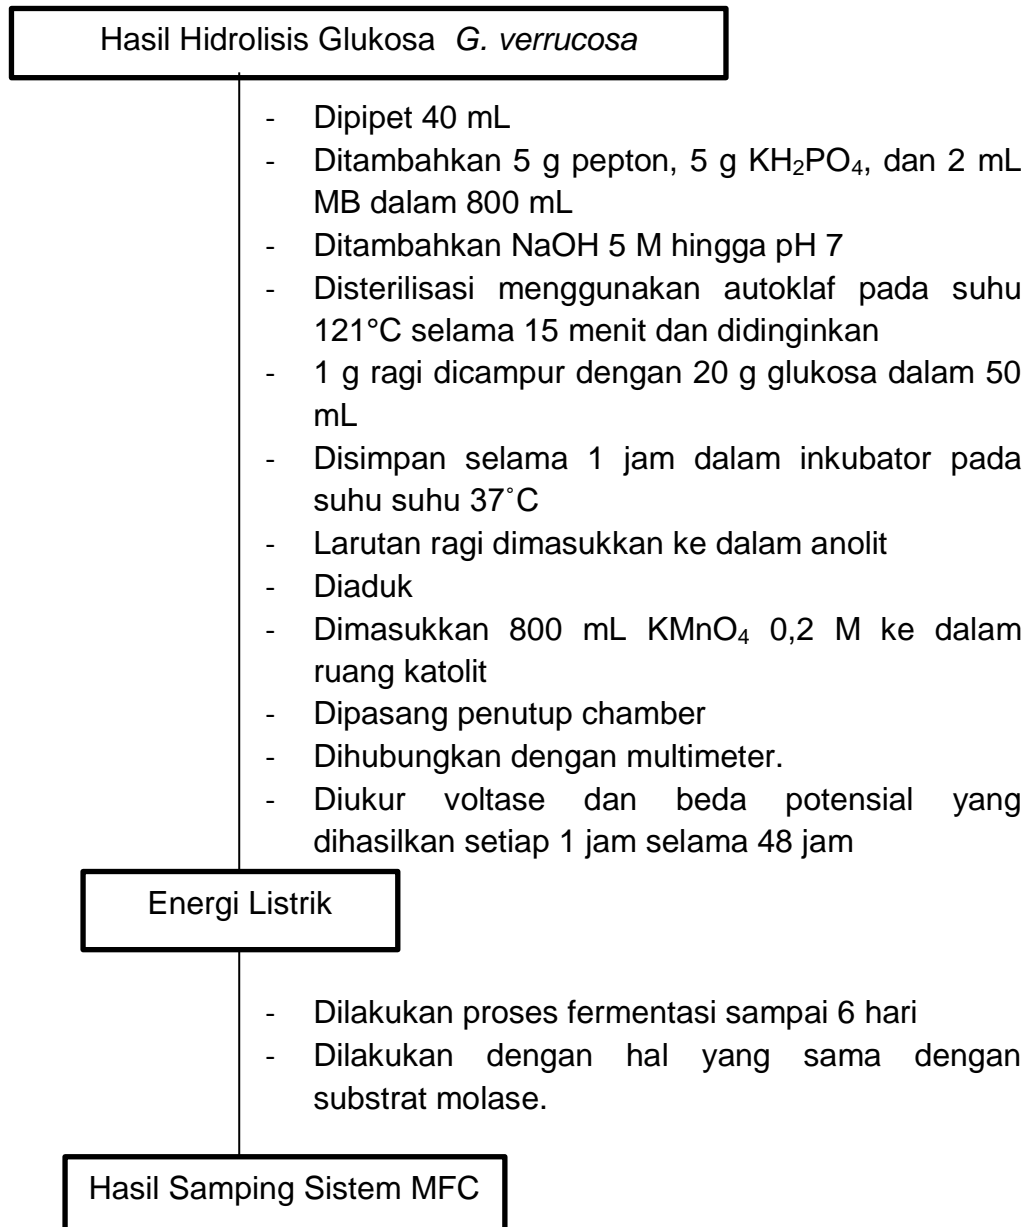 Hasil Hidrolisis Glukosa G. verrucosa
- Dipipet 40 mL
- Ditambahkan 5 g pepton, 5 g KH₂PO₄, dan 2 mL
MB dalam 800 mL
- Ditambahkan NaOH 5 M hingga pH 7
- Disterilisasi menggunakan autoklaf pada suhu
121°C selama 15 menit dan didinginkan
- 1 g ragi dicampur dengan 20 g glukosa dalam 50
mL
- Disimpan selama 1 jam dalam inkubator pada
suhu suhu 37˚C
- Larutan ragi dimasukkan ke dalam anolit
- Diaduk
- Dimasukkan 800 mL KMnO₄ 0,2 M ke dalam
ruang katolit
- Dipasang penutup chamber
- Dihubungkan dengan multimeter.
- Diukur voltase dan beda potensial yang
dihasilkan setiap 1 jam selama 48 jam
Energi Listrik
- Dilakukan proses fermentasi sampai 6 hari
- Dilakukan dengan hal yang sama dengan
substrat molase.
Hasil Samping Sistem MFC